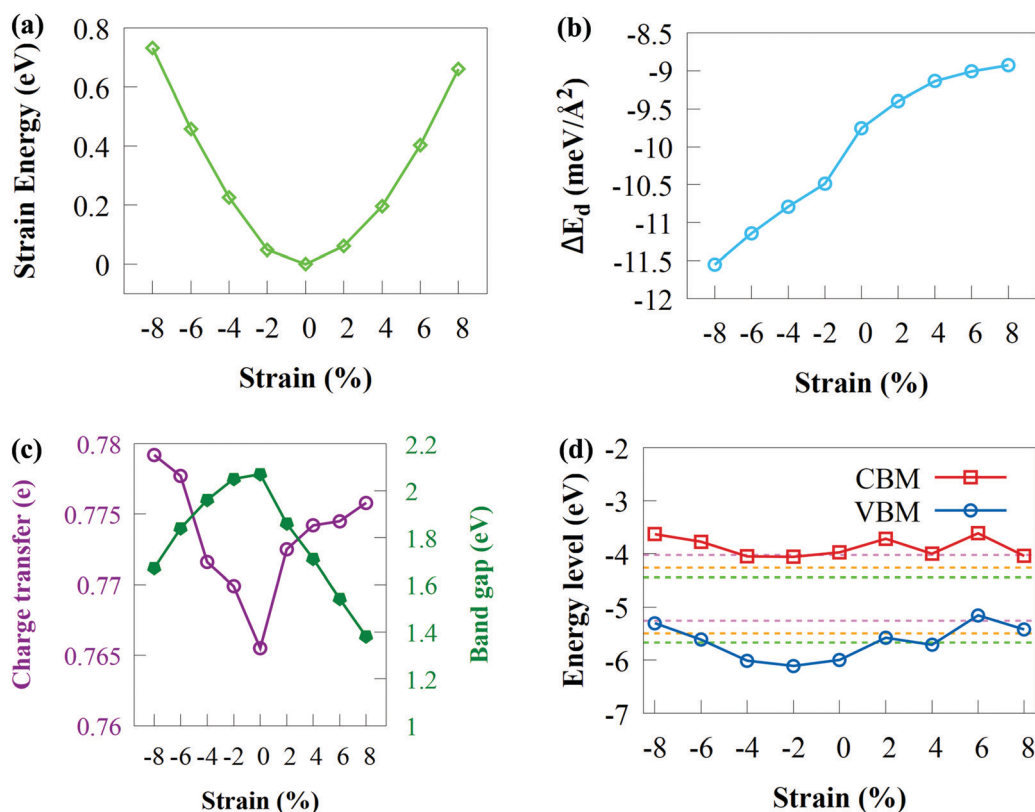 (a)
Strain Energy (eV)
0.8
0.6
0.4
0.2
0
-8 -6 -4 -2 0 2 4 6 8
Strain (%)
(b)
ΔE_d (meV/Å²)
-8.5
-9
-9.5
-10
-10.5
-11
-11.5
-12
-8 -6 -4 -2 0 2 4 6 8
Strain (%)
(c)
Charge transfer (e)
0.78
0.775
0.77
0.765
0.76
2.2
2
1.8
1.6
1.4
1.2
1
Band gap (eV)
-8 -6 -4 -2 0 2 4 6 8
Strain (%)
(d)
Energy level (eV)
-2
-3
-4
-5
-6
-7
CBM
VBM
-8 -6 -4 -2 0 2 4 6 8
Strain (%)